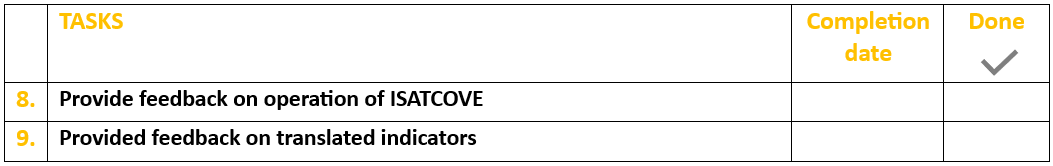 TASKS
Completion
date
Done
8. Provide feedback on operation of ISATCOVE
9. Provided feedback on translated indicators